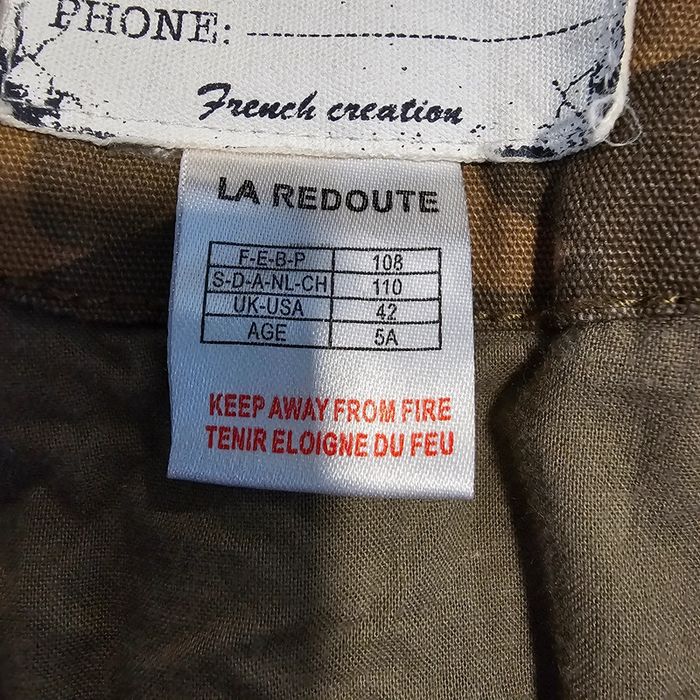 PHONE:
French creation
LA REDOUTE
F-E-B-P 108
S-D-A-NL-CH 110
UK-USA 42
AGE 5A
KEEP AWAY FROM FIRE
TENIR ELOIGNE DU FEU